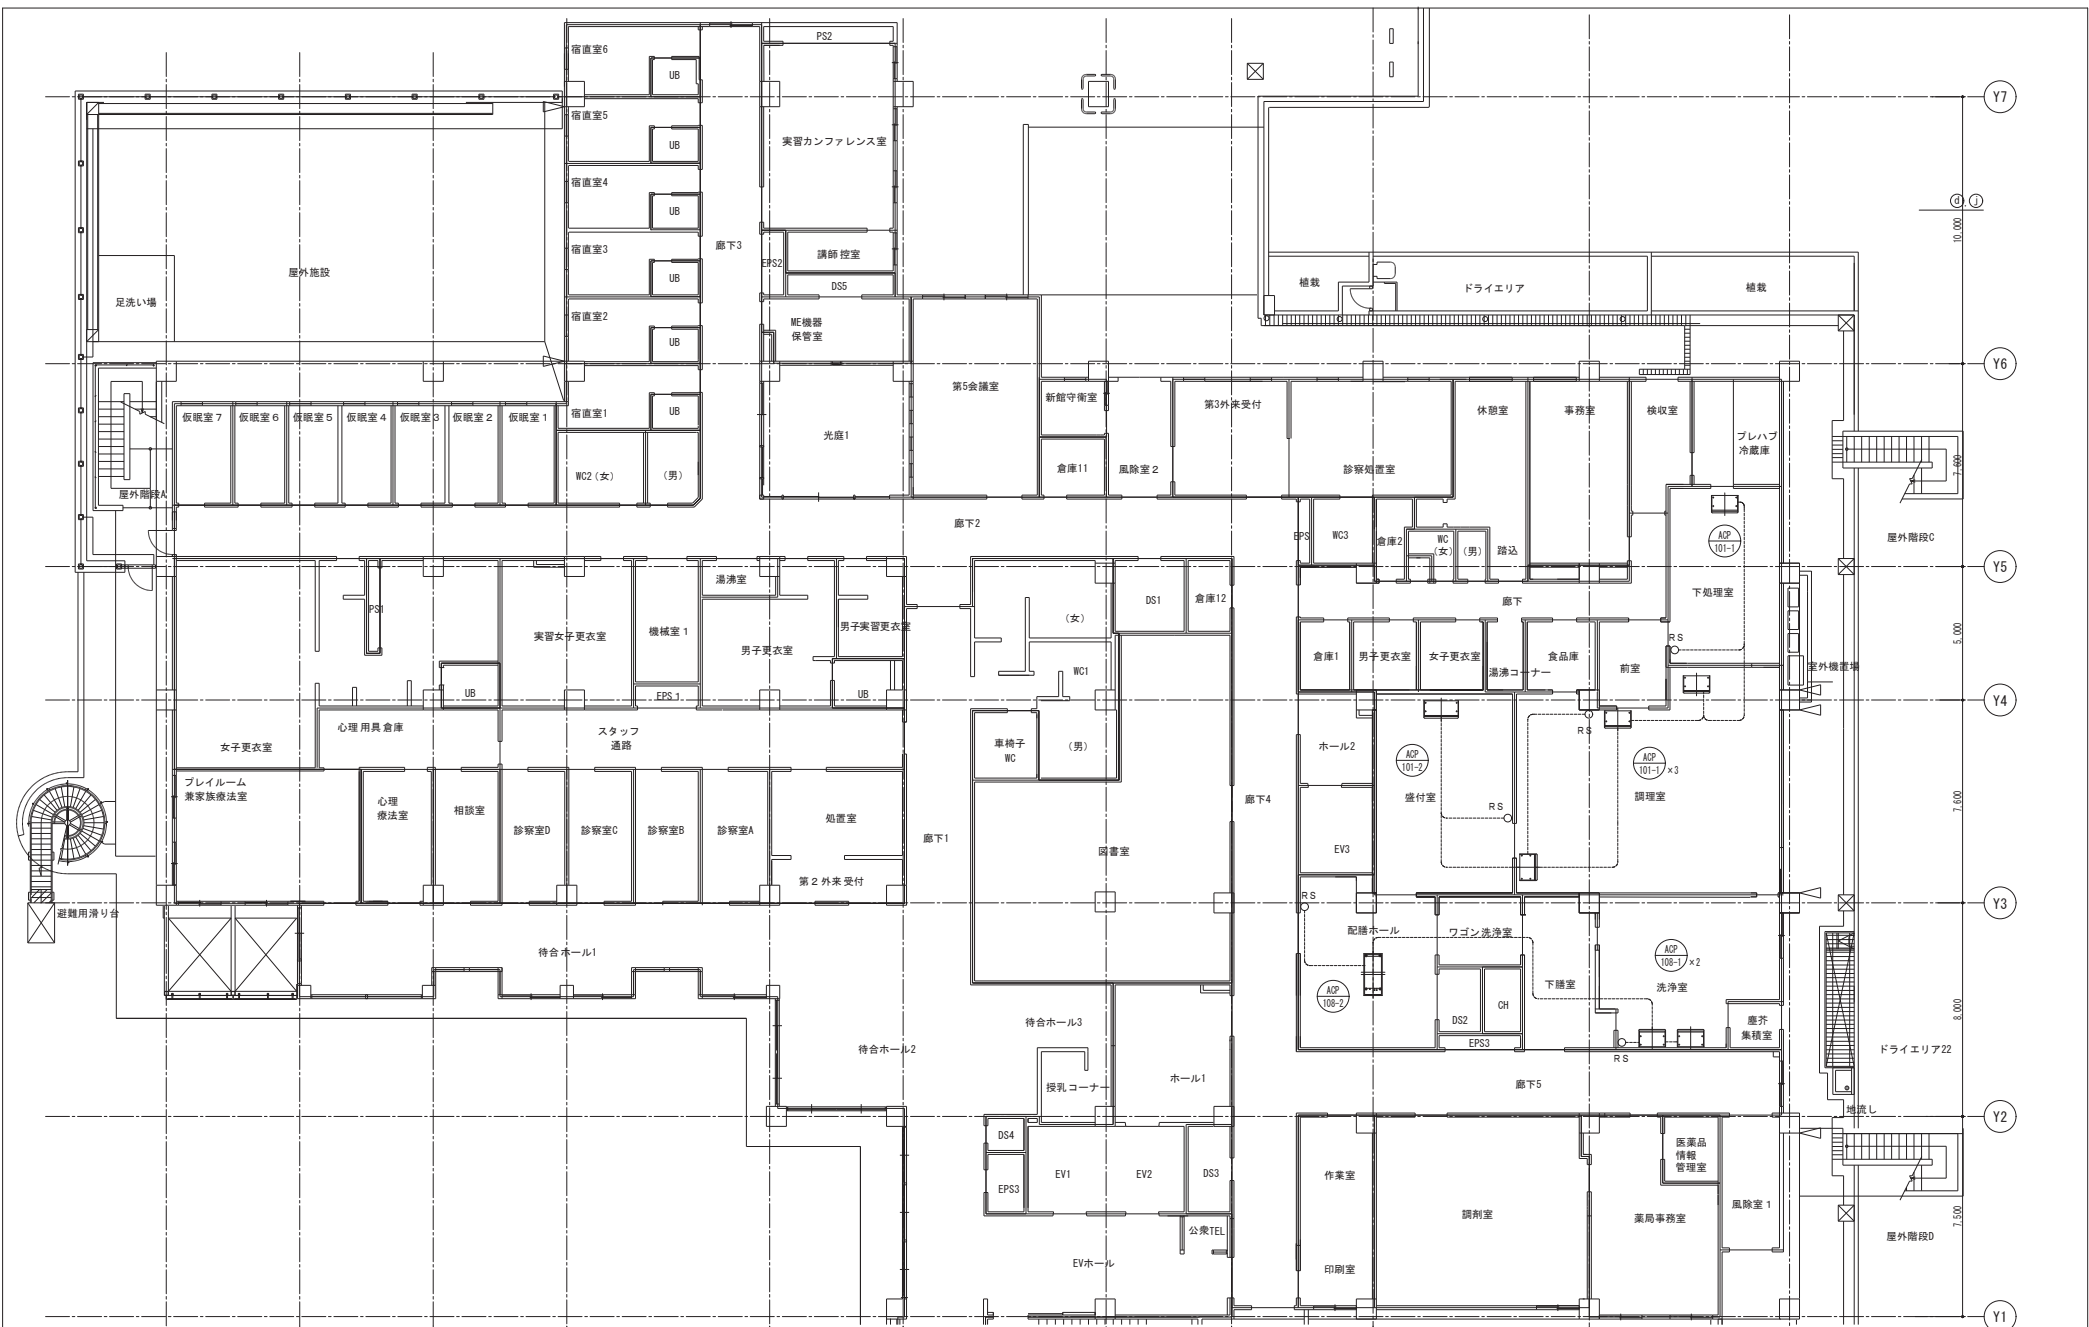 宿直室6
UB
PS2
Y7
宿直室5
UB
実習カンファレンス室
宿直室4
UB
ⓓ ⓙ
10,000
廊下3
宿直室3
UB
EPS2
講師控室
DS5
屋外施設
足洗い場
植栽
ドライエリア
植栽
宿直室2
UB
ME機器
保管室
Y6
第5会議室
新館守衛室
第3外来受付
休憩室
事務室
検収室
プレハブ
冷蔵庫
仮眠室7
仮眠室6
仮眠室5
仮眠室4
仮眠室3
仮眠室2
仮眠室1
宿直室1
UB
光庭1
WC2(女)
(男)
倉庫11
風除室2
診察処置室
7,600
屋外階段A
廊下2
EPS
WC3
倉庫2
WC
(女)
(男)
踏込
ACP
101-1
屋外階段C
Y5
湯沸室
DS1
倉庫12
廊下
下処理室
PS1
実習女子更衣室
機械室1
男子更衣室
男子実習更衣室
(女)
RS
5,000
倉庫1
男子更衣室
女子更衣室
湯沸コーナー
食品庫
前室
室外機置場
UB
EPS1
UB
WC1
Y4
心理用具倉庫
スタッフ
通路
女子更衣室
車椅子
WC
(男)
ホール2
ACP
101-2
RS
ACP
101-1
×3
調理室
プレイルーム
兼家族療法室
心理
療法室
相談室
診察室D
診察室C
診察室B
診察室A
処置室
廊下1
廊下4
盛付室
RS
7,600
図書室
EV3
第2外来受付
避難用滑り台
RS
Y3
配膳ホール
ワゴン洗浄室
待合ホール1
ACP
108-1
×2
洗浄室
下膳室
ACP
108-2
DS2
CH
EPS3
塵芥
集積室
8,000
待合ホール3
待合ホール2
RS
ドライエリア22
授乳コーナー
ホール1
廊下5
地流し
Y2
DS4
EPS3
EV1
EV2
DS3
作業室
医薬品
情報
管理室
調剤室
薬局事務室
風除室1
7,500
公衆TEL
屋外階段D
EVホール
印刷室
Y1